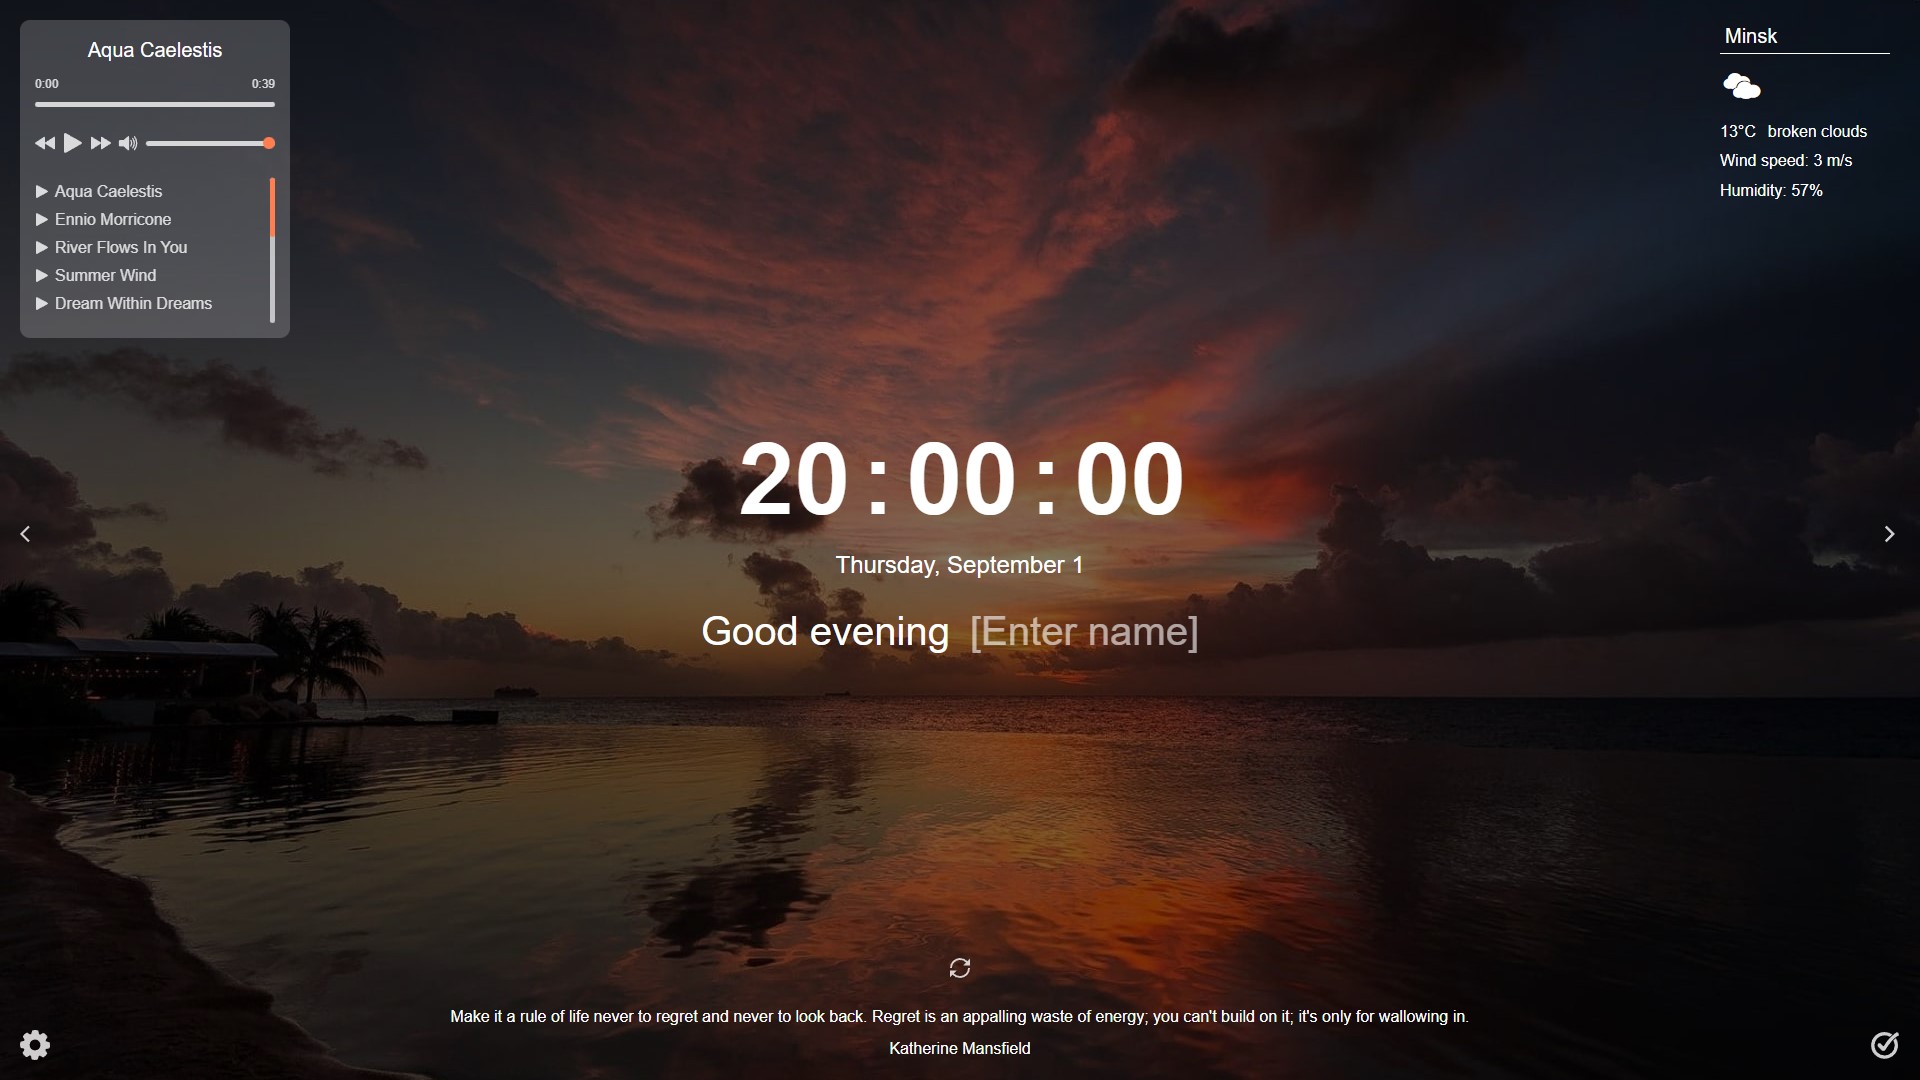 Aqua Caelestis
0:00 0:39
Aqua Caelestis
Ennio Morricone
River Flows In You
Summer Wind
Dream Within Dreams
Minsk
13°C broken clouds
Wind speed: 3 m/s
Humidity: 57%
20:00:00
Thursday, September 1
Good evening [Enter name]
Make it a rule of life never to regret and never to look back. Regret is an appalling waste of energy; you can't build on it; it's only for wallowing in.
Katherine Mansfield